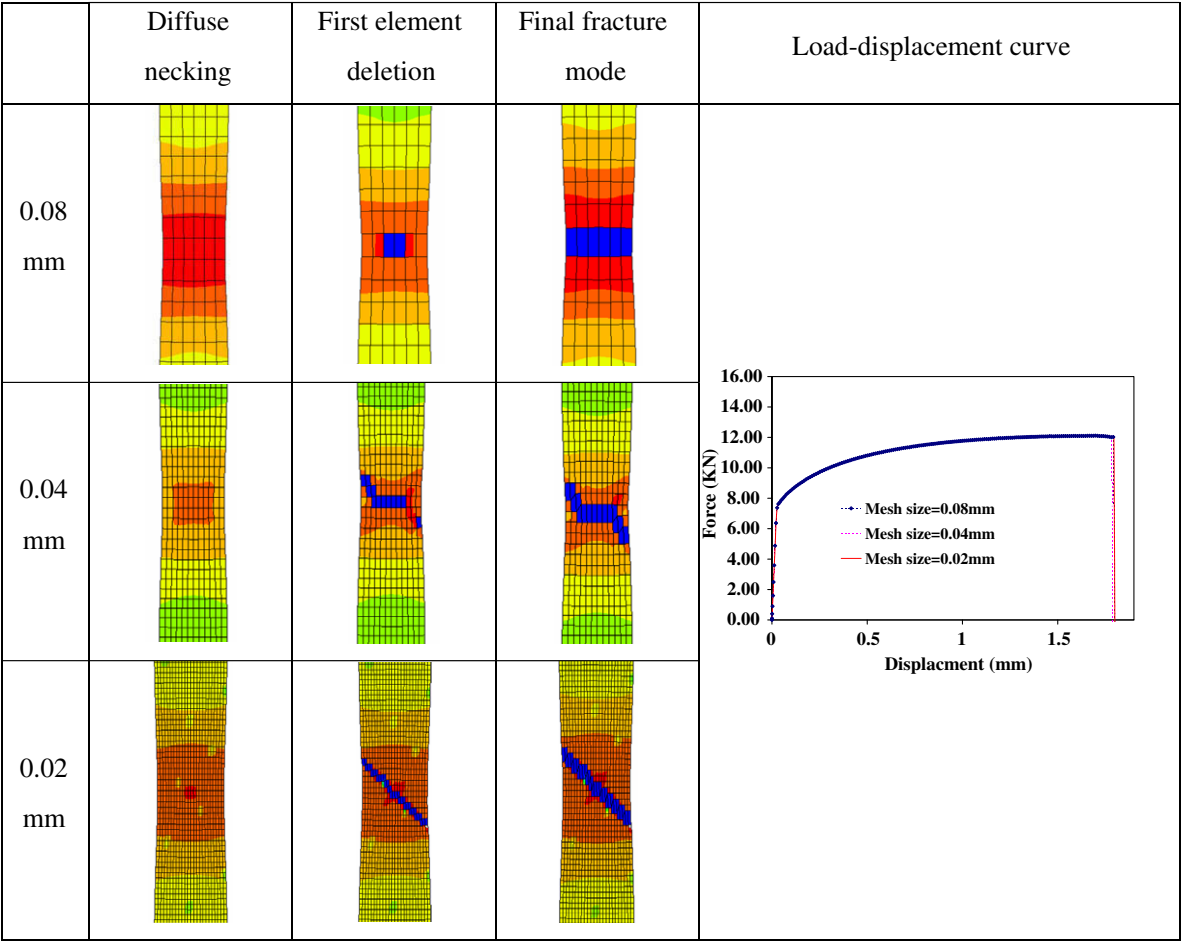 Diffuse
necking
First element
deletion
Final fracture
mode
Load-displacement curve
0.08
mm
0.04
mm
0.02
mm
16.00
14.00
12.00
10.00
8.00
6.00
4.00
2.00
0.00
Force (KN)
Mesh size=0.08mm
Mesh size=0.04mm
Mesh size=0.02mm
0
0.5
1
1.5
Displacment (mm)